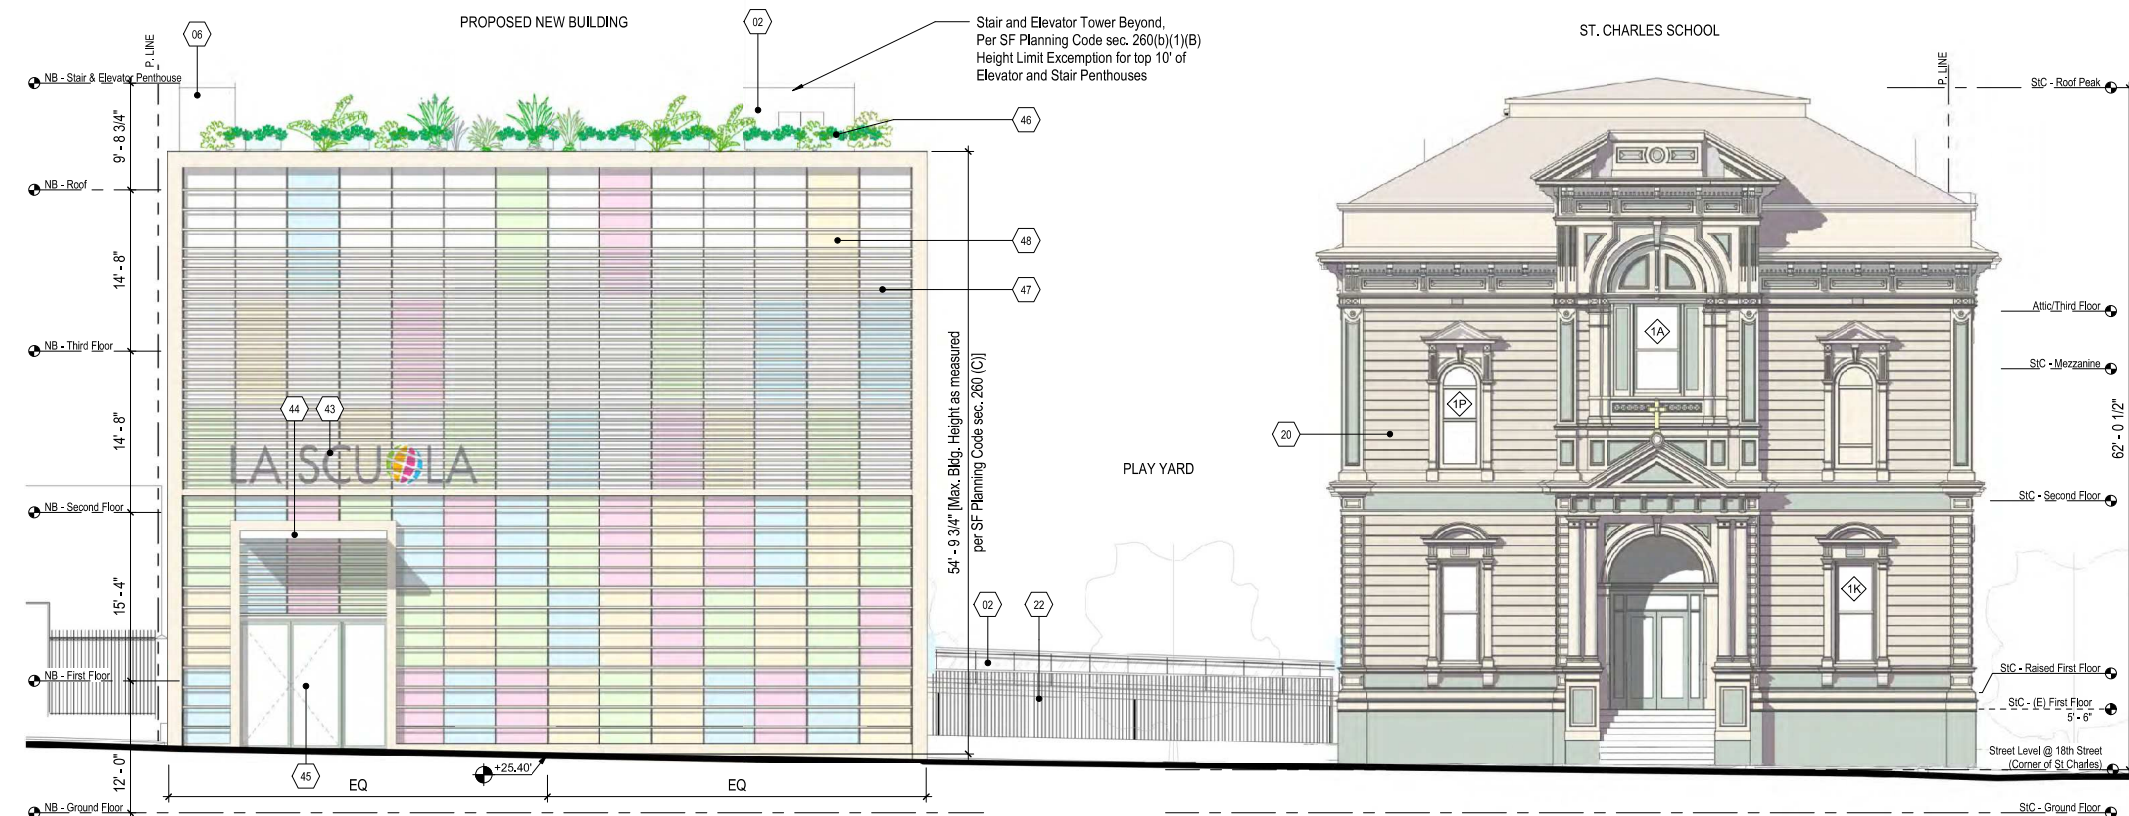 PROPOSED NEW BUILDING
ST. CHARLES SCHOOL
06
02
Stair and Elevator Tower Beyond,
Per SF Planning Code sec. 260(b)(1)(B)
Height Limit Excemption for top 10' of
Elevator and Stair Penthouses
P. LINE
P. LINE
NB - Stair & Elevator Penthouse
StC - Roof Peak
9' - 8 3/4"
46
NB - Roof
14' - 8"
48
47
Attic/Third Floor
1A
NB - Third Floor
StC - Mezzanine
14' - 8"
44
43
1P
20
62' - 0 1/2"
LA SCUOLA
PLAY YARD
54' - 9 3/4" [Max. Bldg. Height as measured
per SF Planning Code sec. 260 (C)]
StC - Second Floor
NB - Second Floor
15' - 4"
1K
02
22
NB - First Floor
StC - Raised First Floor
StC - (E) First Floor
5' - 6"
Street Level @ 18th Street
(Corner of St Charles)
12' - 0"
45
+25.40'
EQ
EQ
NB - Ground Floor
StC - Ground Floor